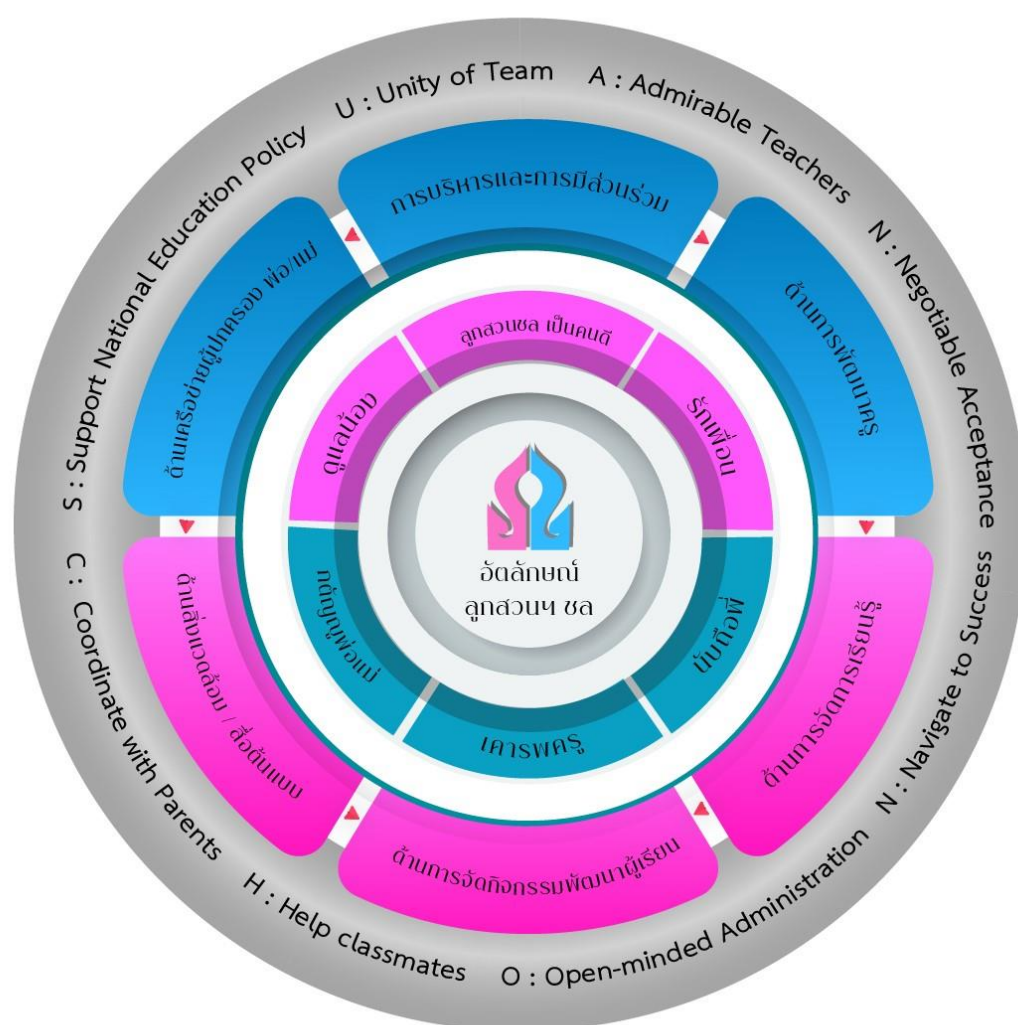 S : Support National Education Policy
U : Unity of Team
A : Admirable Teachers
N : Negotiable Acceptance
N : Navigate to Success
O : Open-minded Administration
H : Help classmates
C : Coordinate with Parents
การบริหารและการมีส่วนร่วม
ด้านการพัฒนาครู
ด้านการจัดการเรียนรู้
ด้านการจัดกิจกรรมพัฒนาผู้เรียน
ด้านสิ่งแวดล้อม / สื่อต้นแบบ
ด้านเครือข่ายผู้ปกครอง พ่อ/แม่
ลูกสวนชล เป็นคนดี
รักเพื่อน
นับถือพี่
เคารพครู
กตัญญูพ่อแม่
ดูแลน้อง
อัตลักษณ์
ลูกสวนฯ ชล